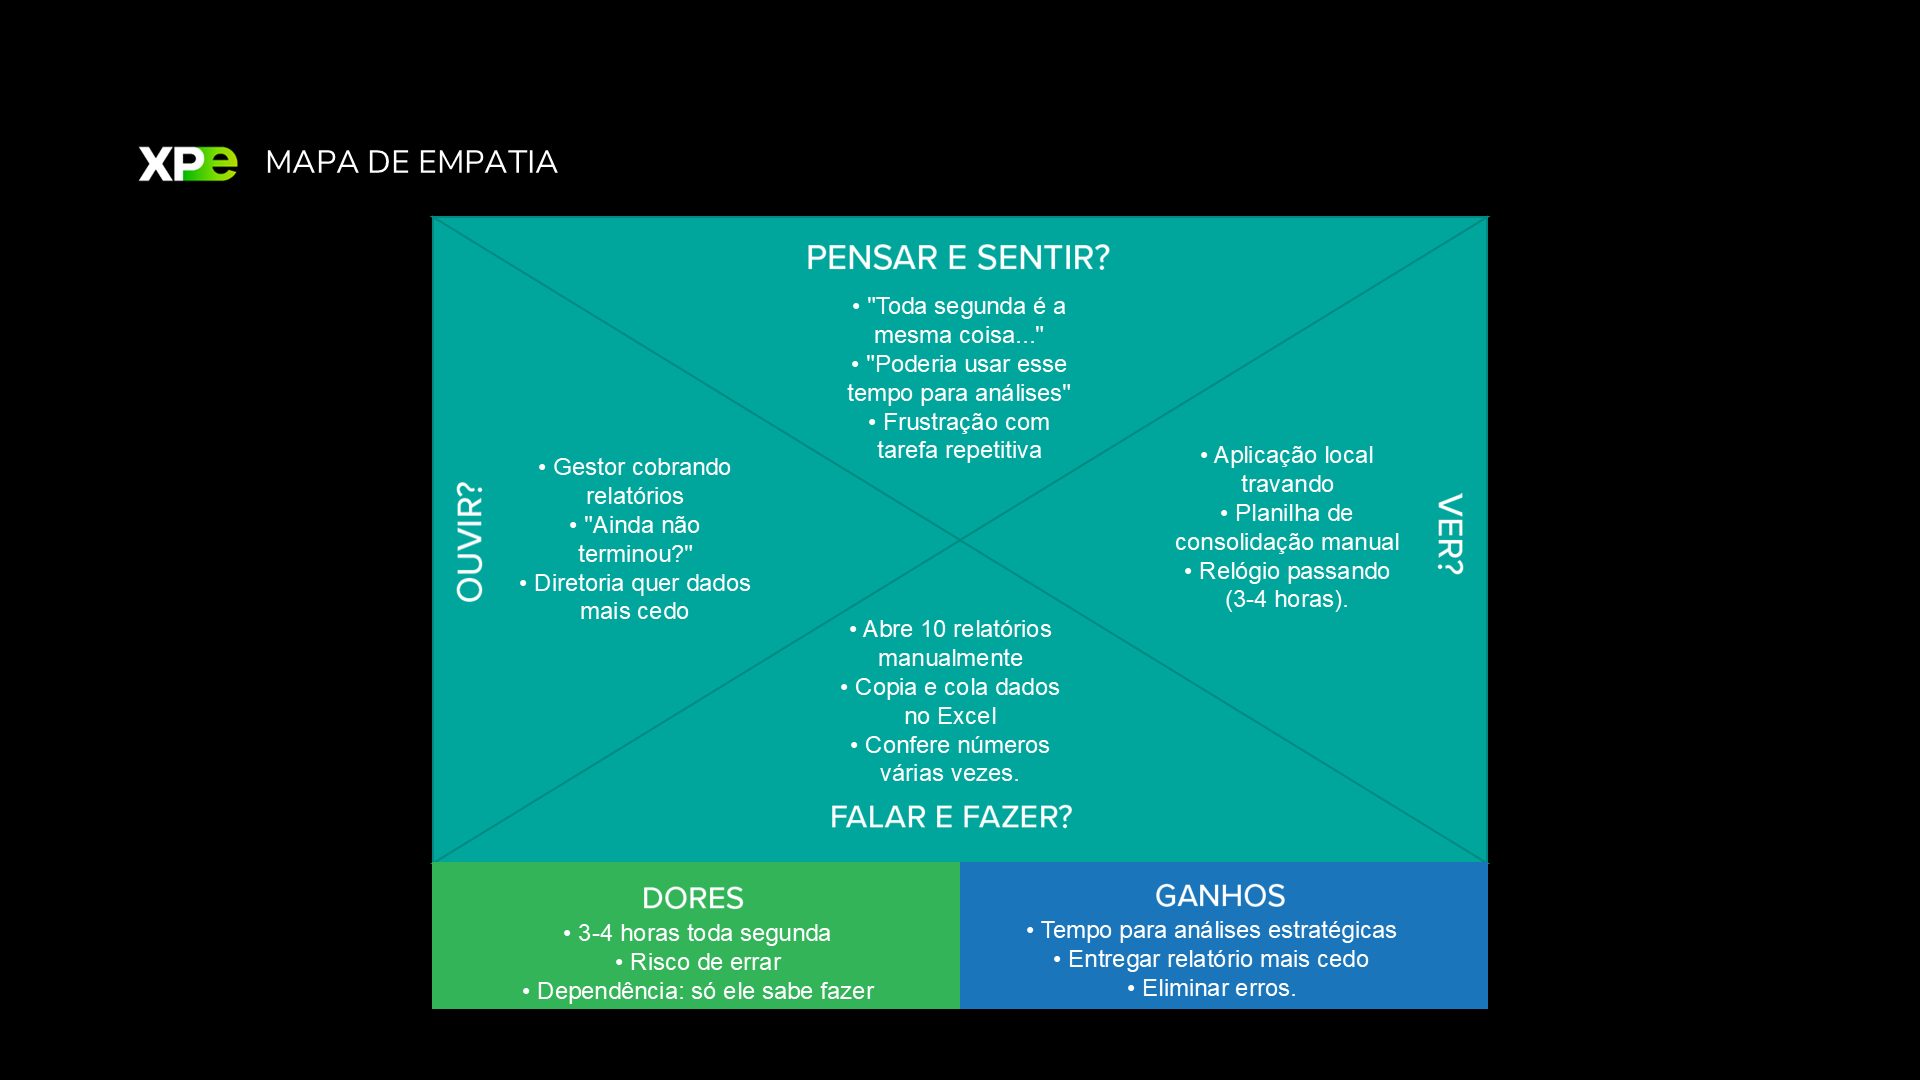 XPe
MAPA DE EMPATIA
PENSAR E SENTIR?
• "Toda segunda é a
mesma coisa..."
• "Poderia usar esse
tempo para análises"
• Frustração com
tarefa repetitiva
OUVIR?
• Gestor cobrando
relatórios
• "Ainda não
terminou?"
• Diretoria quer dados
mais cedo
• Aplicação local
travando
• Planilha de
consolidação manual
• Relógio passando
(3-4 horas).
VER?
• Abre 10 relatórios
manualmente
• Copia e cola dados
no Excel
• Confere números
várias vezes.
FALAR E FAZER?
DORES
• 3-4 horas toda segunda
• Risco de errar
• Dependência: só ele sabe fazer
GANHOS
• Tempo para análises estratégicas
• Entregar relatório mais cedo
• Eliminar erros.